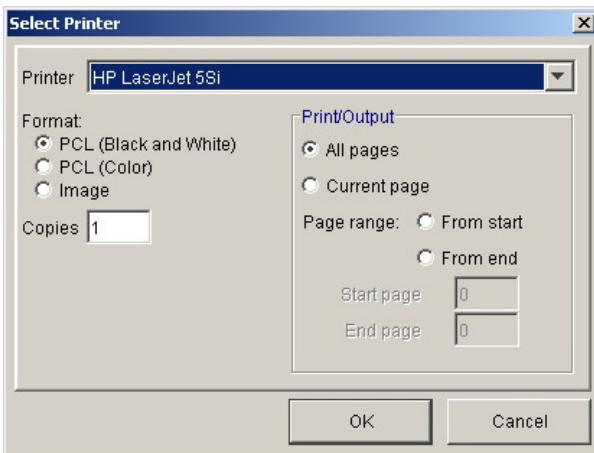 Select Printer
Printer HP LaserJet 5Si
Format:
PCL (Black and White)
PCL (Color)
Image
Copies 1
Print/Output
All pages
Current page
Page range: From start
From end
Start page 0
End page 0
OK Cancel